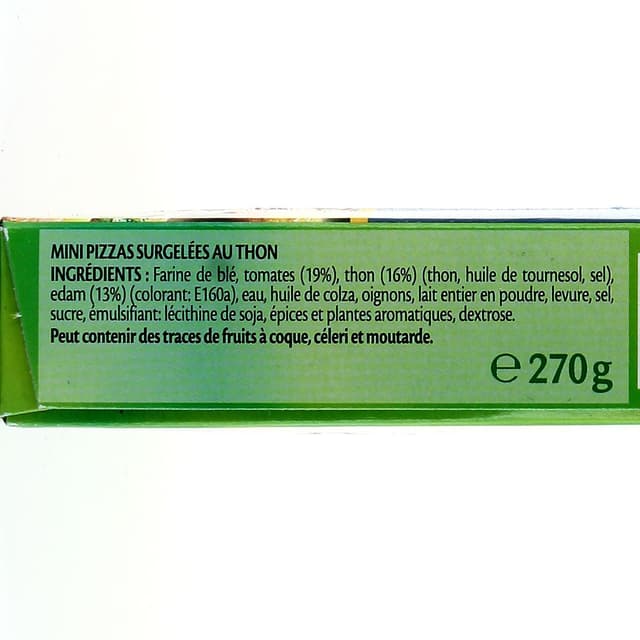 MINI PIZZAS SURGELÉES AU THON
INGRÉDIENTS : Farine de blé, tomates (19%), thon (16%) (thon, huile de tournesol, sel),
edam (13%) (colorant: E160a), eau, huile de colza, oignons, lait entier en poudre, levure, sel,
sucre, émulsifiant: lécithine de soja, épices et plantes aromatiques, dextrose.
Peut contenir des traces de fruits à coque, céleri et moutarde.
℮ 270g